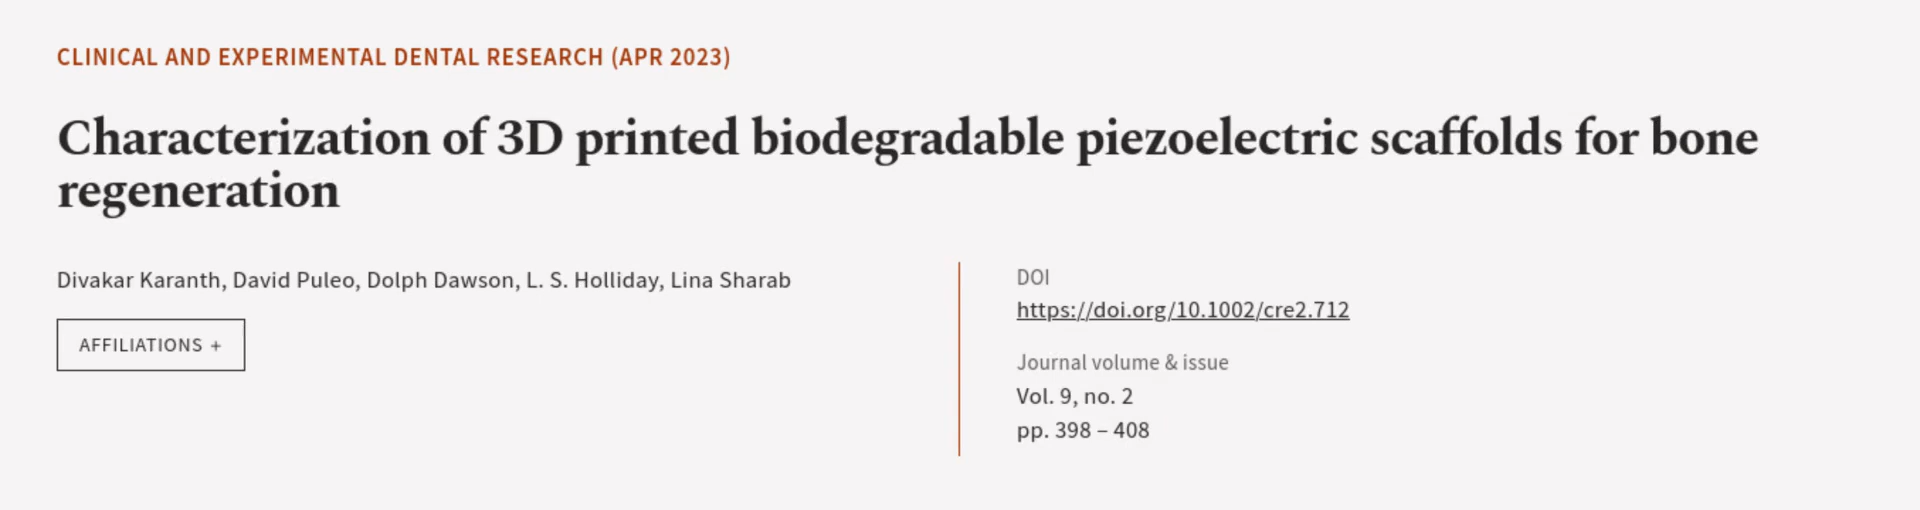 CLINICAL AND EXPERIMENTAL DENTAL RESEARCH (APR 2023)
Characterization of 3D printed biodegradable piezoelectric scaffolds for bone
regeneration
Divakar Karanth, David Puleo, Dolph Dawson, L. S. Holliday, Lina Sharab
AFFILIATIONS +
DOI
https://doi.org/10.1002/cre2.712
Journal volume & issue
Vol. 9, no. 2
pp. 398 – 408